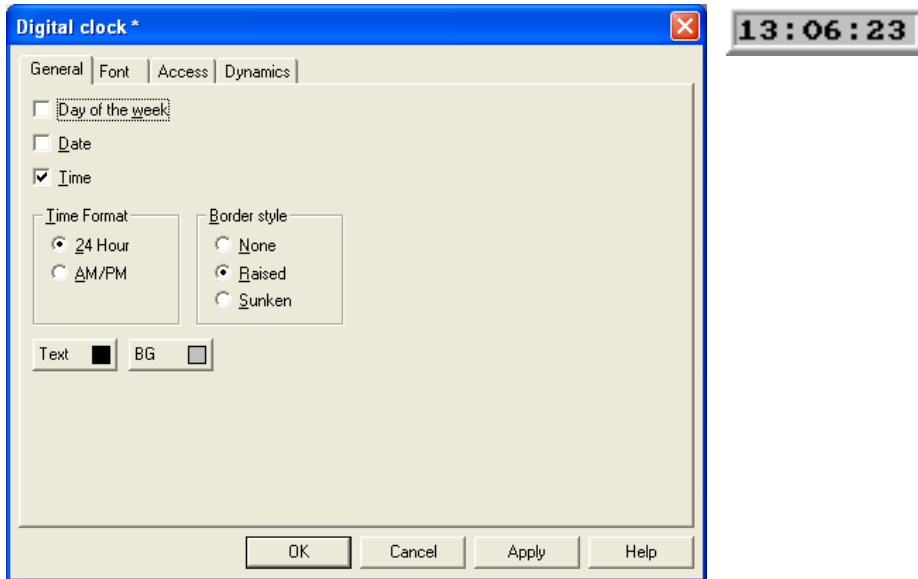 Digital clock *
13:06:23
General Font Access Dynamics
Day of the week
Date
Time
Time Format Border style
24 Hour None
AM/PM Raised
Sunken
Text BG
OK Cancel Apply Help